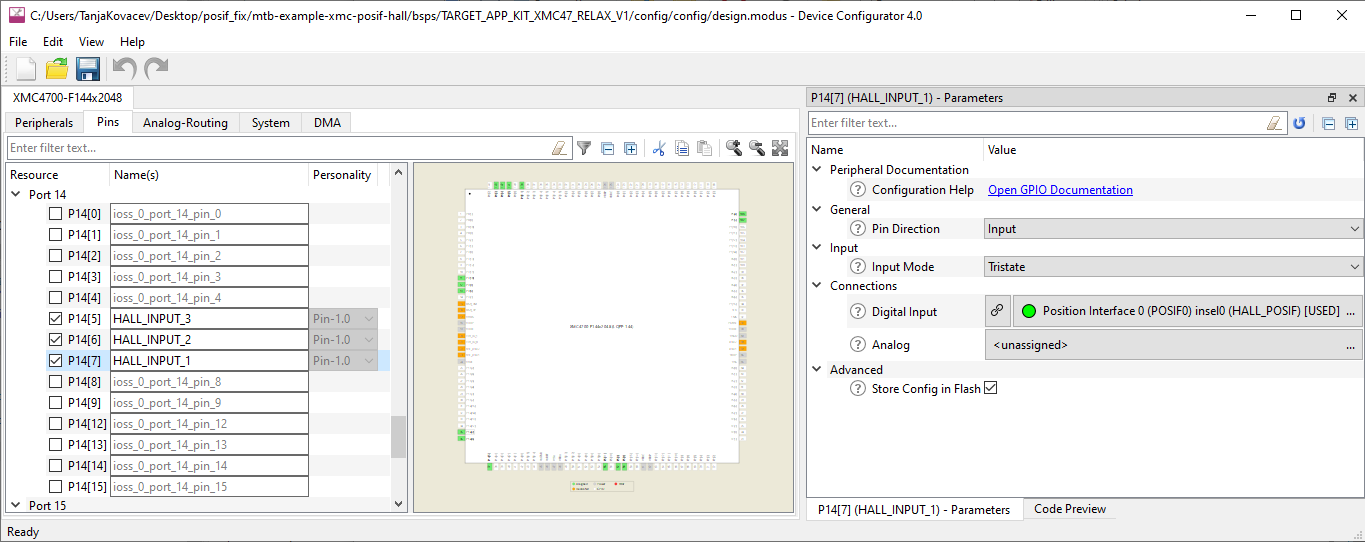 C:/Users/TanjaKovacev/Desktop/posif_fix/mtb-example-xmc-posif-hall/bsps/TARGET_APP_KIT_XMC47_RELAX_V1/config/config/design.modus - Device Configurator 4.0
File Edit View Help
XMC4700-F144x2048
Peripherals Pins Analog-Routing System DMA
Enter filter text...
Resource Name(s) Personality
Port 14
P14[0] ioss_0_port_14_pin_0
P14[1] ioss_0_port_14_pin_1
P14[2] ioss_0_port_14_pin_2
P14[3] ioss_0_port_14_pin_3
P14[4] ioss_0_port_14_pin_4
P14[5] HALL_INPUT_3 Pin-1.0
P14[6] HALL_INPUT_2 Pin-1.0
P14[7] HALL_INPUT_1 Pin-1.0
P14[8] ioss_0_port_14_pin_8
P14[9] ioss_0_port_14_pin_9
P14[12] ioss_0_port_14_pin_12
P14[13] ioss_0_port_14_pin_13
P14[14] ioss_0_port_14_pin_14
P14[15] ioss_0_port_14_pin_15
Port 15
P14[7] (HALL_INPUT_1) - Parameters
Enter filter text...
Name Value
Peripheral Documentation
? Configuration Help Open GPIO Documentation
General
? Pin Direction Input
Input
? Input Mode Tristate
Connections
? Digital Input Position Interface 0 (POSIF0) insel0 (HALL_POSIF) [USED] ...
? Analog <unassigned> ...
Advanced
? Store Config in Flash
P14[7] (HALL_INPUT_1) - Parameters Code Preview
Ready